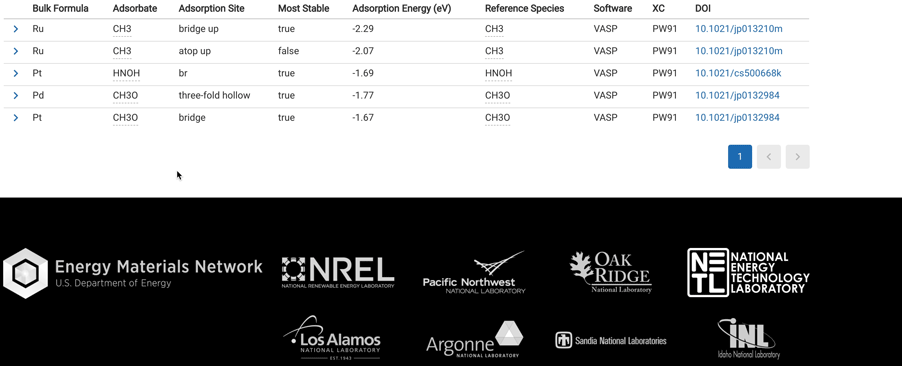 Bulk Formula Adsorbate Adsorption Site Most Stable Adsorption Energy (eV) Reference Species Software XC DOI
Ru CH3 bridge up true -2.29 CH3 VASP PW91 10.1021/jp013210m
Ru CH3 atop up false -2.07 CH3 VASP PW91 10.1021/jp013210m
Pt HNOH br true -1.69 HNOH VASP PW91 10.1021/cs500668k
Pd CH3O three-fold hollow true -1.77 CH3O VASP PW91 10.1021/jp0132984
Pt CH3O bridge true -1.67 CH3O VASP PW91 10.1021/jp0132984
1
Energy Materials Network
U.S. Department of Energy
NREL
NATIONAL RENEWABLE ENERGY LABORATORY
Pacific Northwest
NATIONAL LABORATORY
OAK
RIDGE
National Laboratory
NETL
NATIONAL
ENERGY
TECHNOLOGY
LABORATORY
Los Alamos
NATIONAL LABORATORY
EST.1943
Argonne
NATIONAL LABORATORY
Sandia National Laboratories
INL
Idaho National Laboratory